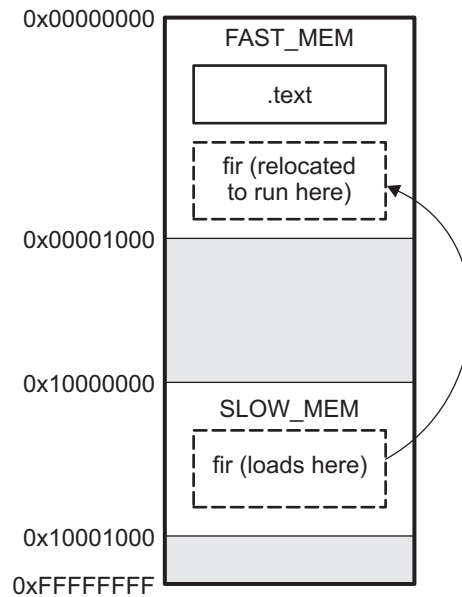 0x00000000
FAST_MEM
.text
fir (relocated
to run here)
0x00001000
0x10000000
SLOW_MEM
fir (loads here)
0x10001000
0xFFFFFFFF